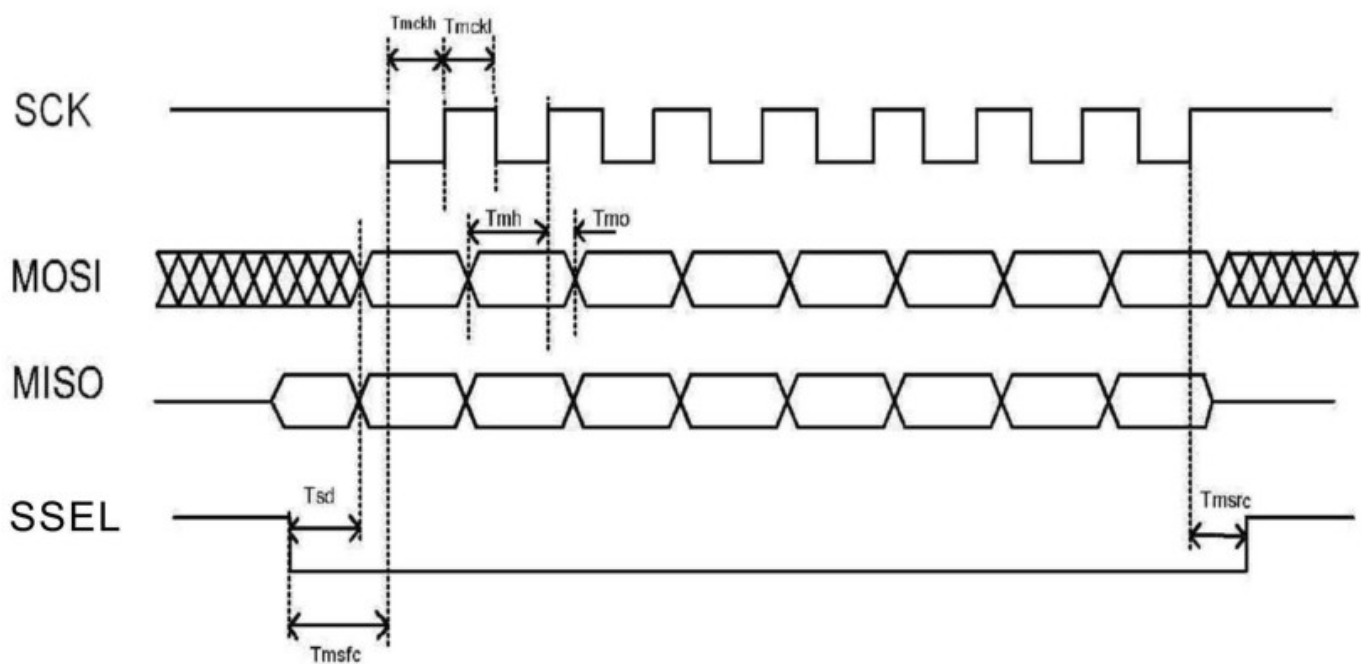 Tmckh Tmckl
SCK
Tmh Tmo
MOSI
MISO
Tsd Tmsrc
SSEL
Tmsfc